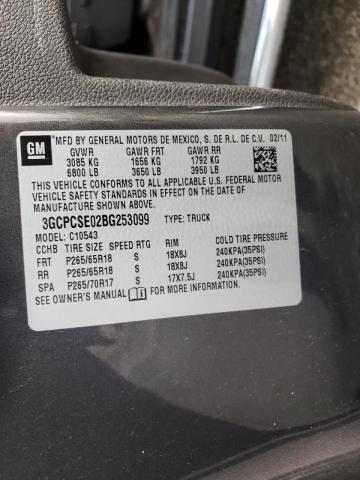 GM
MFD BY GENERAL MOTORS DE MEXICO, S. DE R.L. DE C.V. 02/11
GVWR GAWR FRT GAWR RR
3085 KG 1656 KG 1792 KG
6800 LB 3650 LB 3950 LB
THIS VEHICLE CONFORMS TO ALL APPLICABLE U.S. FEDERAL MOTOR
VEHICLE SAFETY STANDARDS IN EFFECT ON THE DATE OF
MANUFACTURE SHOWN ABOVE.
3GCPCSE02BG253099 TYPE: TRUCK
MODEL: C10543
CCHB TIRE SIZE SPEED RTG RIM COLD TIRE PRESSURE
FRT P265/65R18 S 18X8J 240KPA(35PSI)
RR P265/65R18 S 18X8J 240KPA(35PSI)
SPA P265/70R17 S 17X7.5J 240KPA(35PSI)
SEE OWNER'S MANUAL